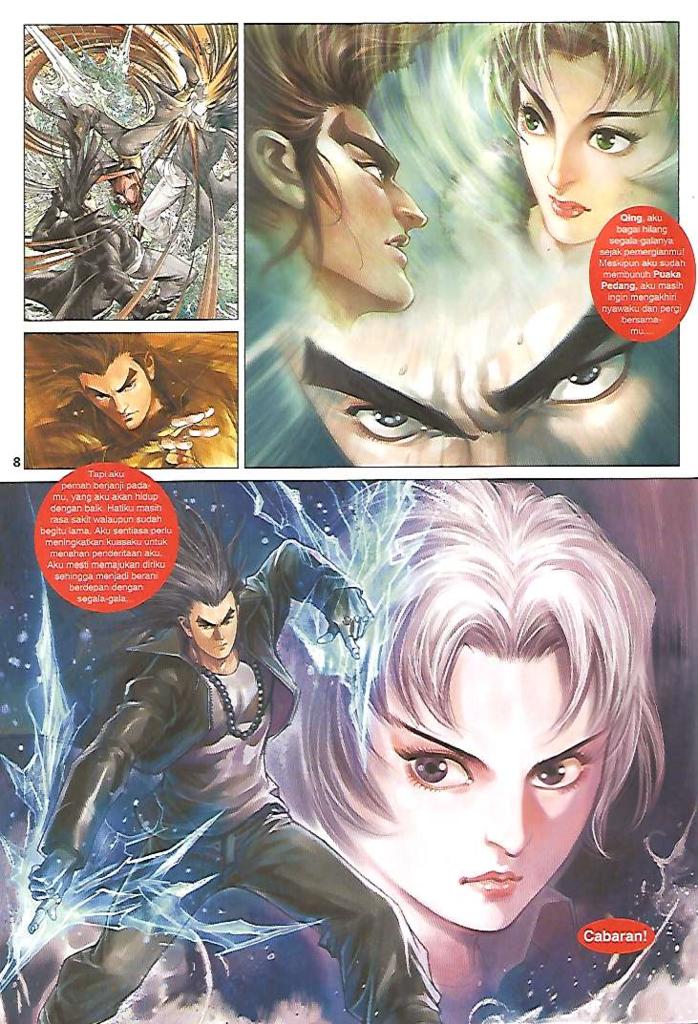 Qing, aku
bagai hilang
segala-galanya
sejak pemergianmu!
Meskipun aku sudah
membunuh Puaka
Pedang, aku masih
ingin mengakhiri
nyawaku dan pergi
bersama-
mu....
8
Tapi aku
pernah berjanji pada-
mu, yang aku akan hidup
dengan baik. Hatiku masih
rasa sakit walaupun sudah
begitu lama. Aku sentiasa perlu
meningkatkan kuasaku untuk
menahan penderitaan aku.
Aku mesti memajukan diriku
sehingga menjadi berani
berdepan dengan
segala-gala.
Cabaran!